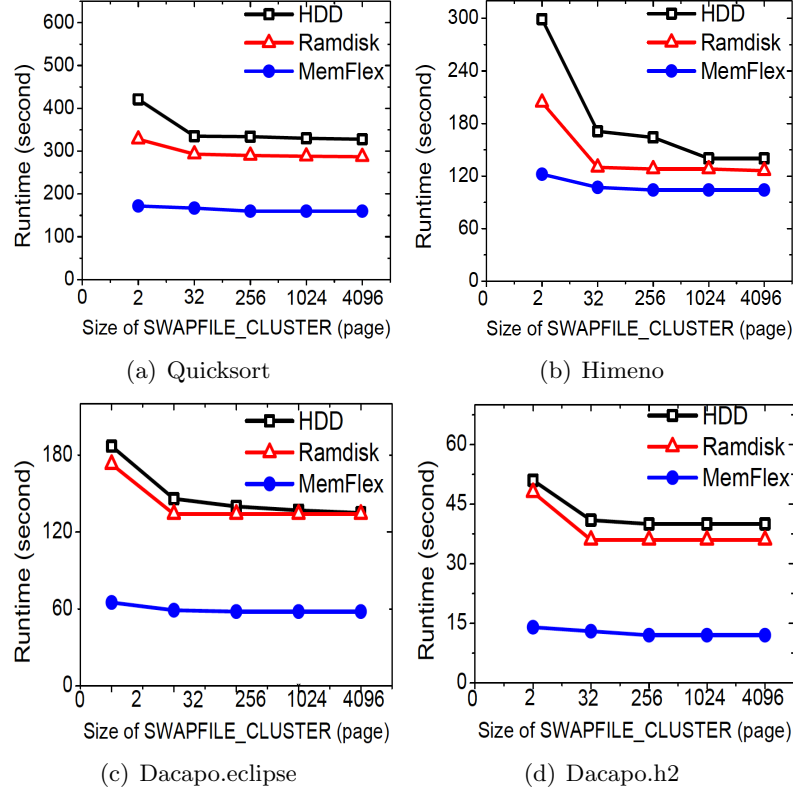 600
500
400
300
200
100
0
Runtime (second)
HDD
Ramdisk
MemFlex
0 2 32 256 1024 4096
Size of SWAPFILE_CLUSTER (page)
(a) Quicksort
300
240
180
120
60
0
Runtime (second)
HDD
Ramdisk
MemFlex
0 2 32 256 1024 4096
Size of SWAPFILE_CLUSTER (page)
(b) Himeno
180
120
60
0
Runtime (second)
HDD
Ramdisk
MemFlex
0 2 32 256 1024 4096
Size of SWAPFILE_CLUSTER (page)
(c) Dacapo.eclipse
60
45
30
15
0
Runtime (second)
HDD
Ramdisk
MemFlex
0 2 32 256 1024 4096
Size of SWAPFILE_CLUSTER (page)
(d) Dacapo.h2